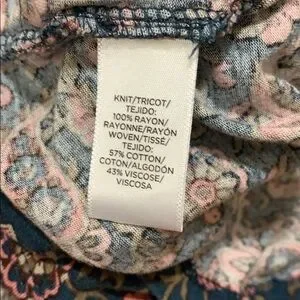 KNIT/TRICOT/
TEJIDO:
100% RAYON/
RAYONNE/RAYON
WOVEN/TISSÉ/
TEJIDO:
57% COTTON/
COTON/ALGODÓN
43% VISCOSE/
VISCOSA